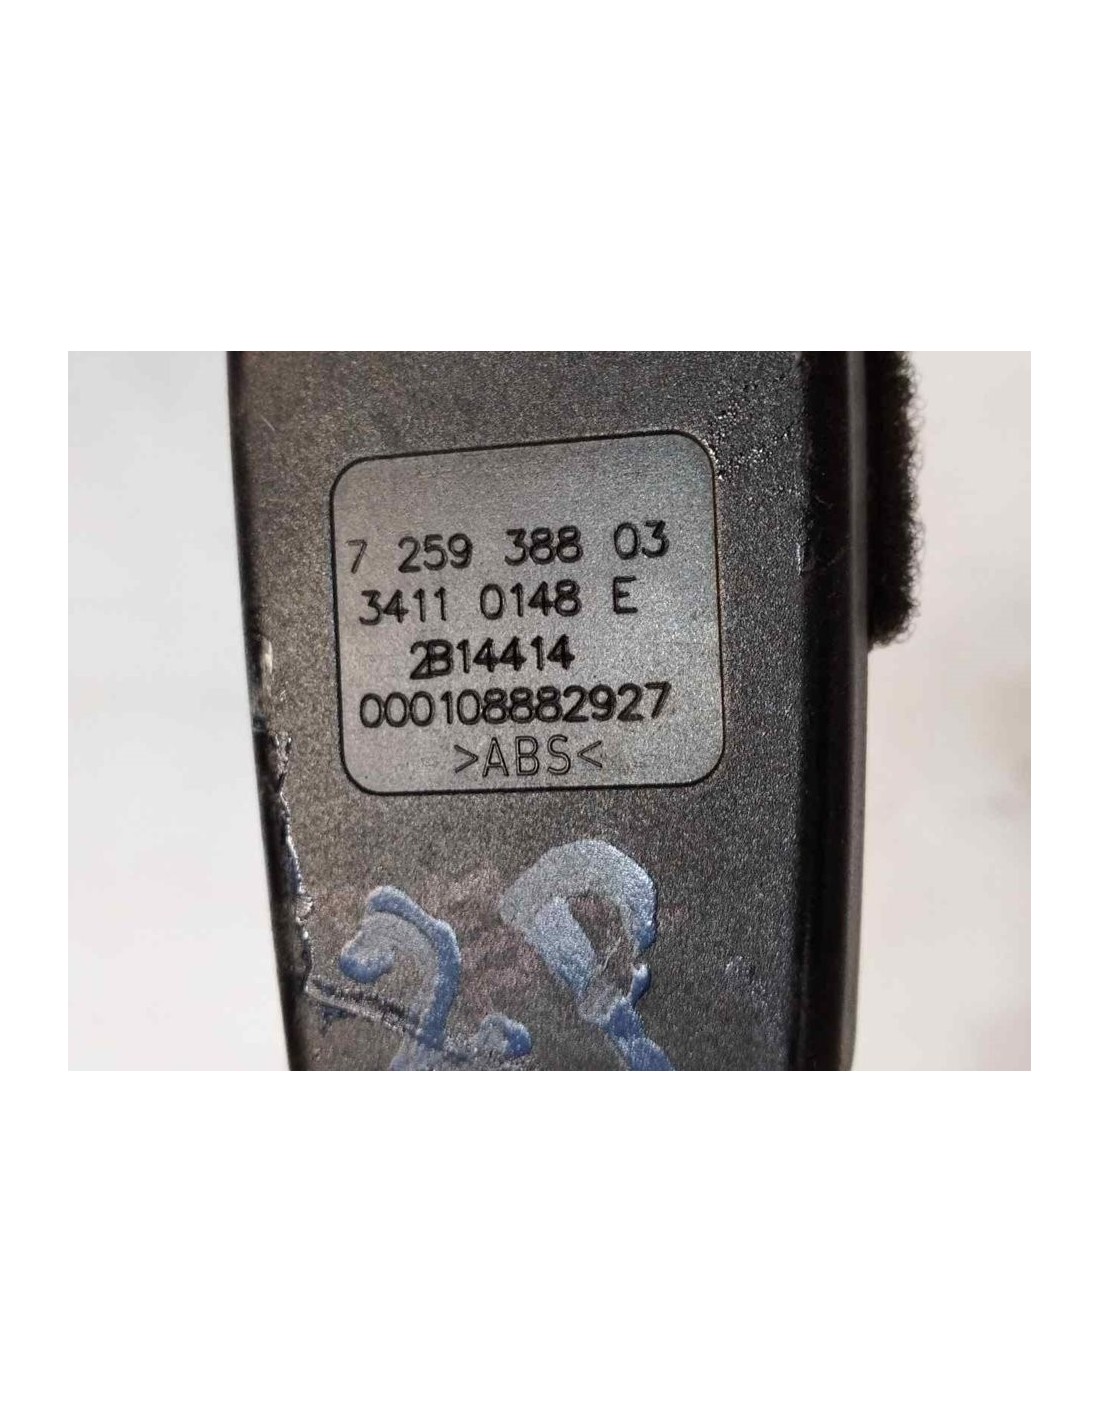 7 259 388 03
3411 0148 E
2B14414
000108882927
>ABS<